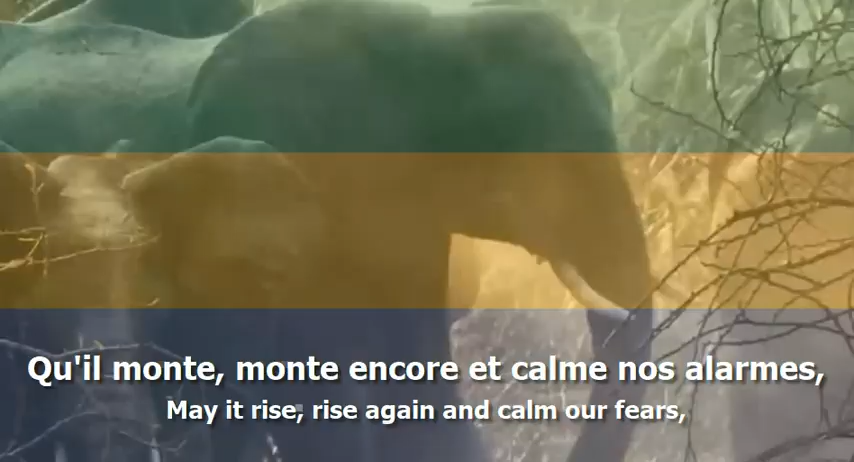 Qu'il monte, monte encore et calme nos alarmes,
May it rise, rise again and calm our fears,